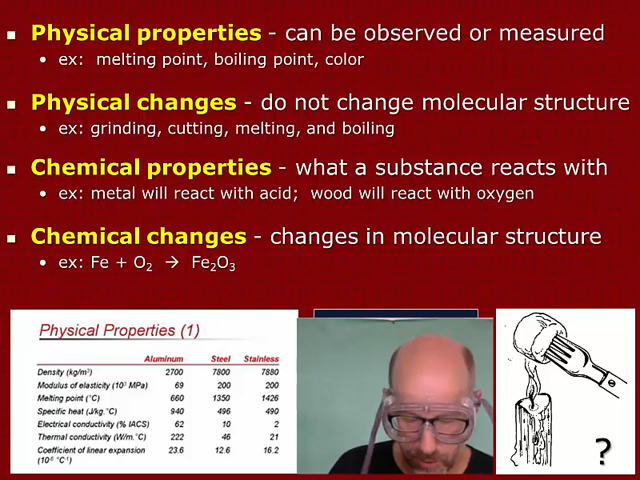 Physical properties - can be observed or measured
ex: melting point, boiling point, color
Physical changes - do not change molecular structure
ex: grinding, cutting, melting, and boiling
Chemical properties - what a substance reacts with
ex: metal will react with acid; wood will react with oxygen
Chemical changes - changes in molecular structure
ex: Fe + O₂ → Fe₂O₃
Physical Properties (1)
Aluminum Steel Stainless
Density (kg/m³) 2700 7800 7880
Modulus of elasticity (10³ MPa) 69 200 200
Melting point (°C) 660 1350 1426
Specific heat (J/kg.°C) 940 496 490
Electrical conductivity (% IACS) 62 10 2
Thermal conductivity (W/m.°C) 222 46 21
Coefficient of linear expansion 23.6 12.6 16.2
(10⁻⁶ °C⁻¹)
?